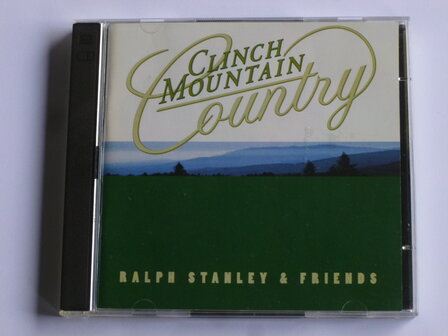 CLINCH
MOUNTAIN
Country
RALPH STANLEY & FRIENDS